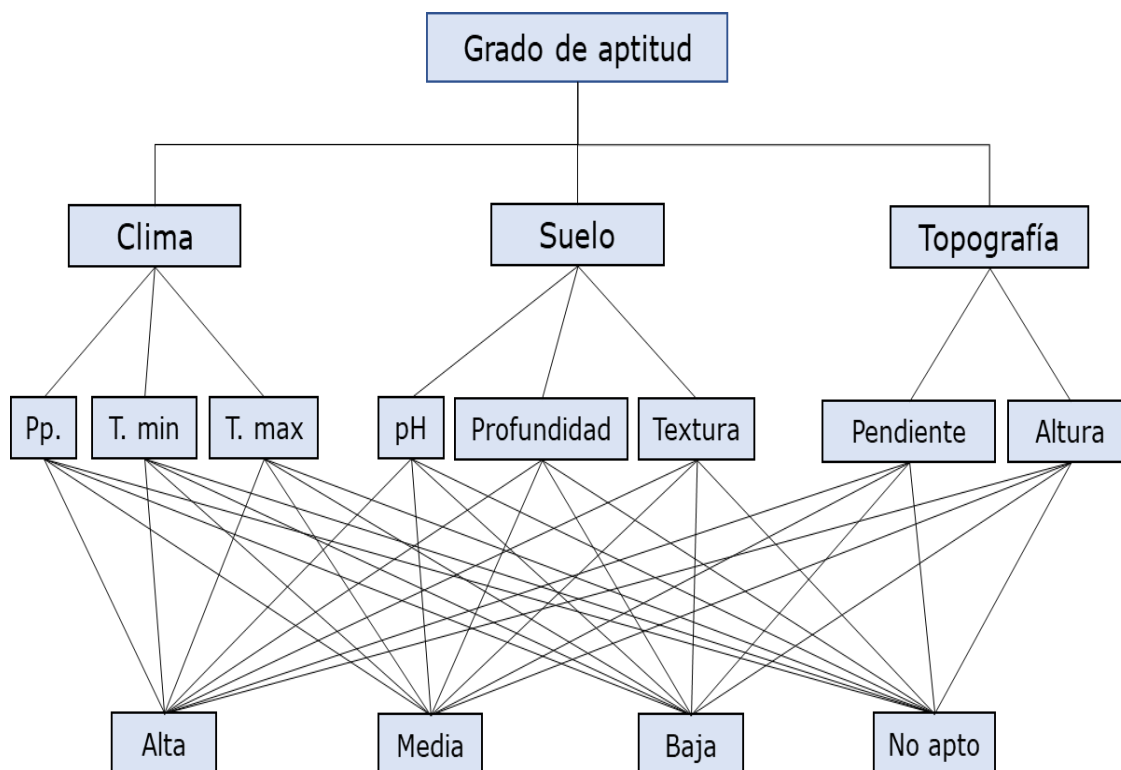 Grado de aptitud
Clima
Suelo
Topografía
Pp.
T. min
T. max
pH
Profundidad
Textura
Pendiente
Altura
Alta
Media
Baja
No apto